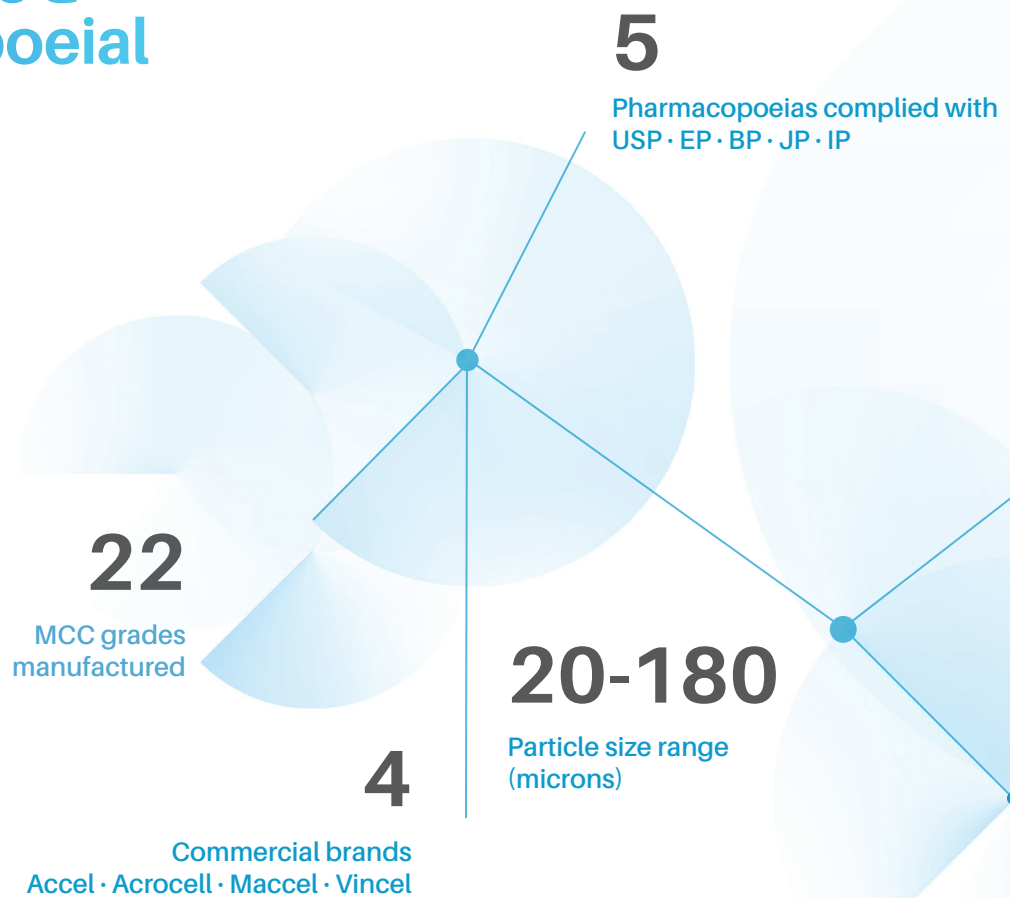 5
Pharmacopoeias complied with
USP · EP · BP · JP · IP
22
MCC grades
manufactured
20-180
Particle size range
(microns)
4
Commercial brands
Accel · Acrocell · Maccel · Vincel